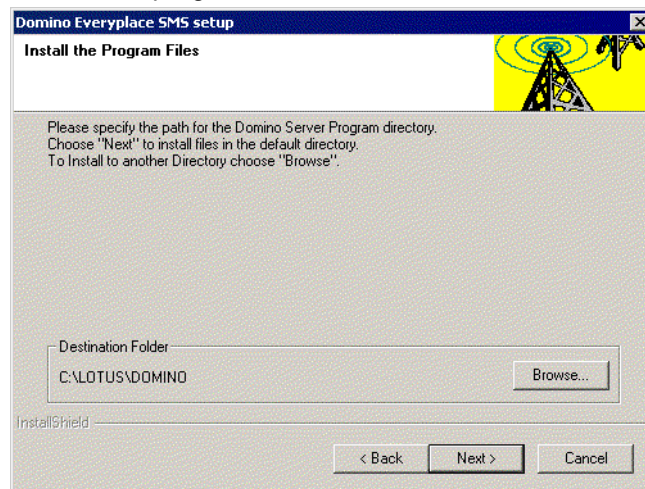 Domino Everyplace SMS setup
Install the Program Files
Please specify the path for the Domino Server Program directory.
Choose "Next" to install files in the default directory.
To Install to another Directory choose "Browse".
Destination Folder
C:\LOTUS\DOMINO
Browse...
InstallShield
< Back
Next >
Cancel